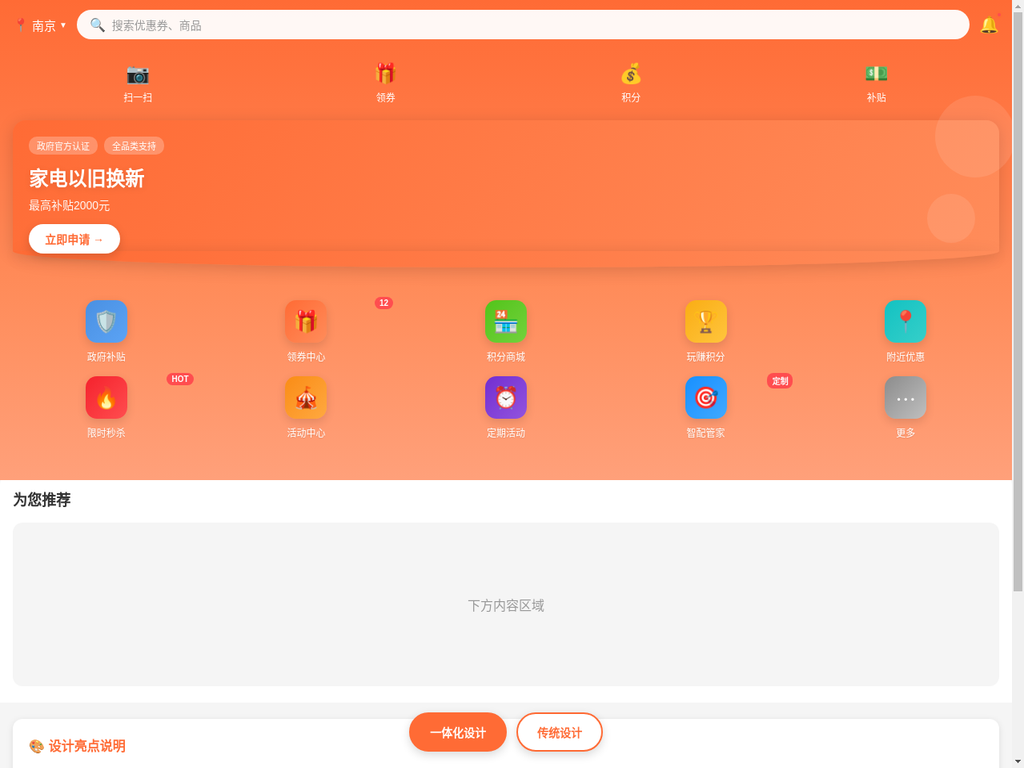 南京 ▼
搜索优惠券、商品
扫一扫
领券
积分
补贴
政府官方认证
全品类支持
家电以旧换新
最高补贴2000元
立即申请 →
12
24
政府补贴
领券中心
积分商城
玩赚积分
附近优惠
HOT
定制
限时秒杀
活动中心
定期活动
智配管家
更多
为您推荐
下方内容区域
一体化设计
传统设计
设计亮点说明